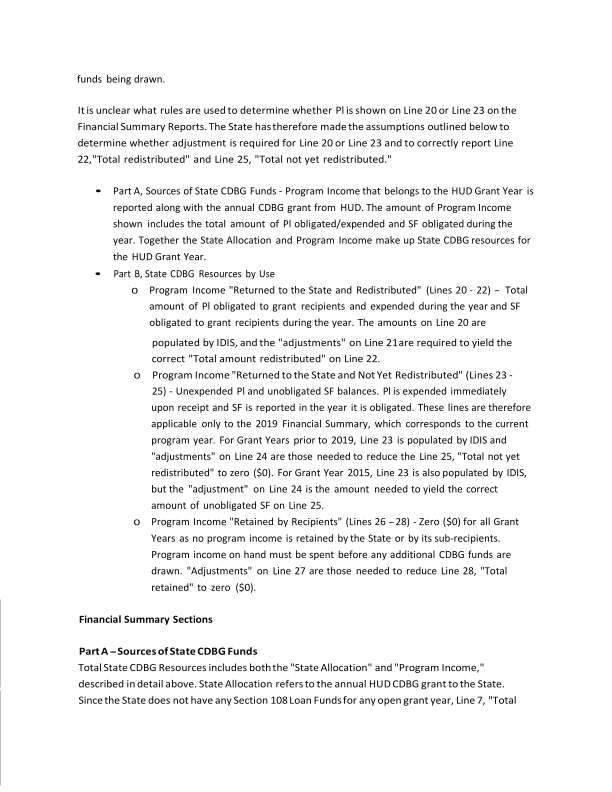 funds being drawn.
It is unclear what rules are used to determine whether Pl is shown on Line 20 or Line 23 on the
Financial Summary Reports. The State has therefore made the assumptions outlined below to
determine whether adjustment is required for Line 20 or Line 23 and to correctly report Line
22,"Total redistributed" and Line 25, "Total not yet redistributed."
• Part A, Sources of State CDBG Funds - Program Income that belongs to the HUD Grant Year is
reported along with the annual CDBG grant from HUD. The amount of Program Income
shown includes the total amount of Pl obligated/expended and SF obligated during the
year. Together the State Allocation and Program Income make up State CDBG resources for
the HUD Grant Year.
• Part B, State CDBG Resources by Use
o Program Income "Returned to the State and Redistributed" (Lines 20 - 22) – Total
amount of Pl obligated to grant recipients and expended during the year and SF
obligated to grant recipients during the year. The amounts on Line 20 are
populated by IDIS, and the "adjustments" on Line 21are required to yield the
correct "Total amount redistributed" on Line 22.
o Program Income "Returned to the State and Not Yet Redistributed" (Lines 23 -
25) - Unexpended Pl and unobligated SF balances. Pl is expended immediately
upon receipt and SF is reported in the year it is obligated. These lines are therefore
applicable only to the 2019 Financial Summary, which corresponds to the current
program year. For Grant Years prior to 2019, Line 23 is populated by IDIS and
"adjustments" on Line 24 are those needed to reduce the Line 25, "Total not yet
redistributed" to zero ($0). For Grant Year 2015, Line 23 is also populated by IDIS,
but the "adjustment" on Line 24 is the amount needed to yield the correct
amount of unobligated SF on Line 25.
o Program Income "Retained by Recipients" (Lines 26 – 28) - Zero ($0) for all Grant
Years as no program income is retained by the State or by its sub-recipients.
Program income on hand must be spent before any additional CDBG funds are
drawn. "Adjustments" on Line 27 are those needed to reduce Line 28, "Total
retained" to zero ($0).
Financial Summary Sections
Part A – Sources of State CDBG Funds
Total State CDBG Resources includes both the "State Allocation" and "Program Income,"
described in detail above. State Allocation refers to the annual HUD CDBG grant to the State.
Since the State does not have any Section 108 Loan Funds for any open grant year, Line 7, "Total